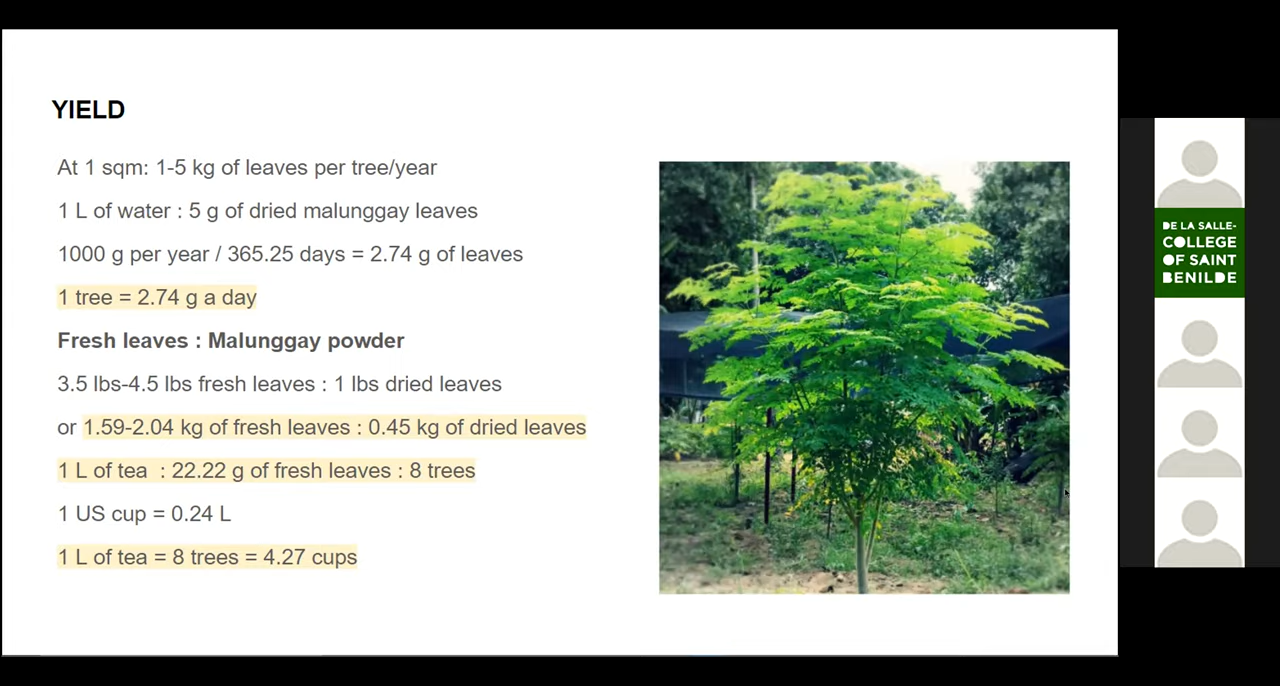 YIELD
At 1 sqm: 1-5 kg of leaves per tree/year
1 L of water : 5 g of dried malunggay leaves
1000 g per year / 365.25 days = 2.74 g of leaves
1 tree = 2.74 g a day
Fresh leaves : Malunggay powder
3.5 lbs-4.5 lbs fresh leaves : 1 lbs dried leaves
or 1.59-2.04 kg of fresh leaves : 0.45 kg of dried leaves
1 L of tea : 22.22 g of fresh leaves : 8 trees
1 US cup = 0.24 L
1 L of tea = 8 trees = 4.27 cups
DE LA SALLE-
COLLEGE
OF SAINT
BENILDE